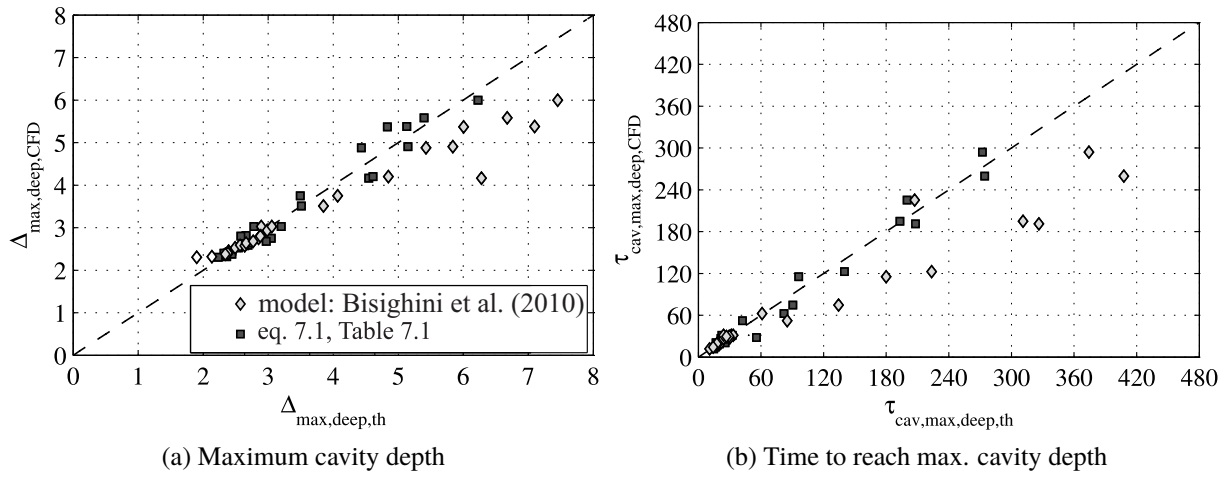 8
7
6
5
4
3
2
1
0
Δmax,deep,CFD
0 1 2 3 4 5 6 7 8
Δmax,deep,th
model: Bisighini et al. (2010)
eq. 7.1, Table 7.1
(a) Maximum cavity depth
480
420
360
300
240
180
120
60
0
τcav,max,deep,CFD
0 60 120 180 240 300 360 420 480
τcav,max,deep,th
(b) Time to reach max. cavity depth